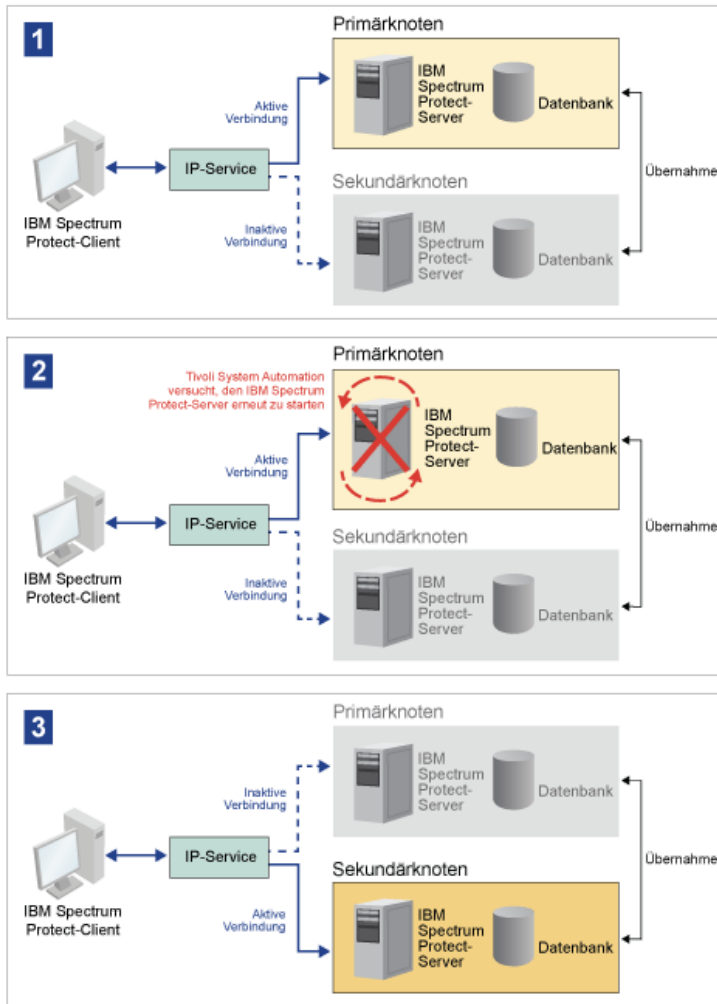 1
Primärknoten
IBM
Spectrum
Protect-
Server
Datenbank
Aktive
Verbindung
IP-Service
Übernahme
IBM Spectrum
Protect-Client
Inaktive
Verbindung
Sekundärknoten
IBM
Spectrum
Protect-
Server
Datenbank
2
Primärknoten
Tivoli System Automation
versucht, den IBM Spectrum
Protect-Server erneut zu starten
IBM
Spectrum
Protect-
Server
Datenbank
Aktive
Verbindung
IP-Service
Übernahme
IBM Spectrum
Protect-Client
Inaktive
Verbindung
Sekundärknoten
IBM
Spectrum
Protect-
Server
Datenbank
3
Primärknoten
IBM
Spectrum
Protect-
Server
Datenbank
Inaktive
Verbindung
IP-Service
Übernahme
IBM Spectrum
Protect-Client
Aktive
Verbindung
Sekundärknoten
IBM
Spectrum
Protect-
Server
Datenbank